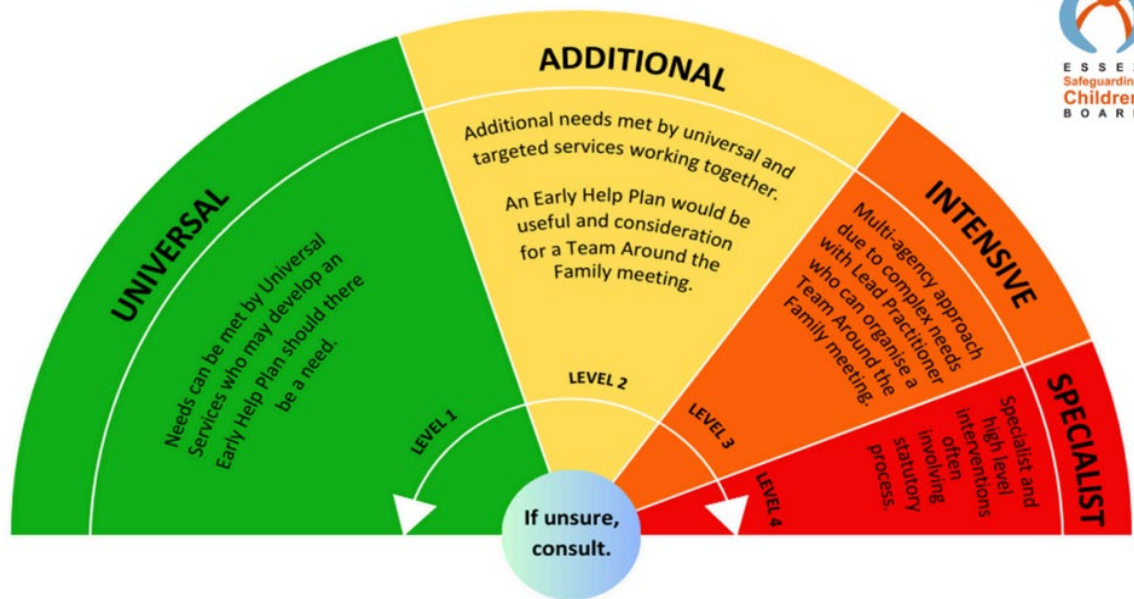 ESSE
Safeguardin
Children
BOAR
UNIVERSAL
Needs can be met by Universal
Services who may develop an
Early Help Plan should there
be a need.
LEVEL 1
ADDITIONAL
Additional needs met by universal and
targeted services working together.
An Early Help Plan would be
useful and consideration
for a Team Around the
Family meeting.
LEVEL 2
INTENSIVE
Multi-agency approach
due to complex needs
with Lead Practitioner
who can organise a
Team Around the
Family meeting.
LEVEL 3
SPECIALIST
Specialist and
high level
interventions
often
involving
statutory
process.
LEVEL 4
If unsure,
consult.